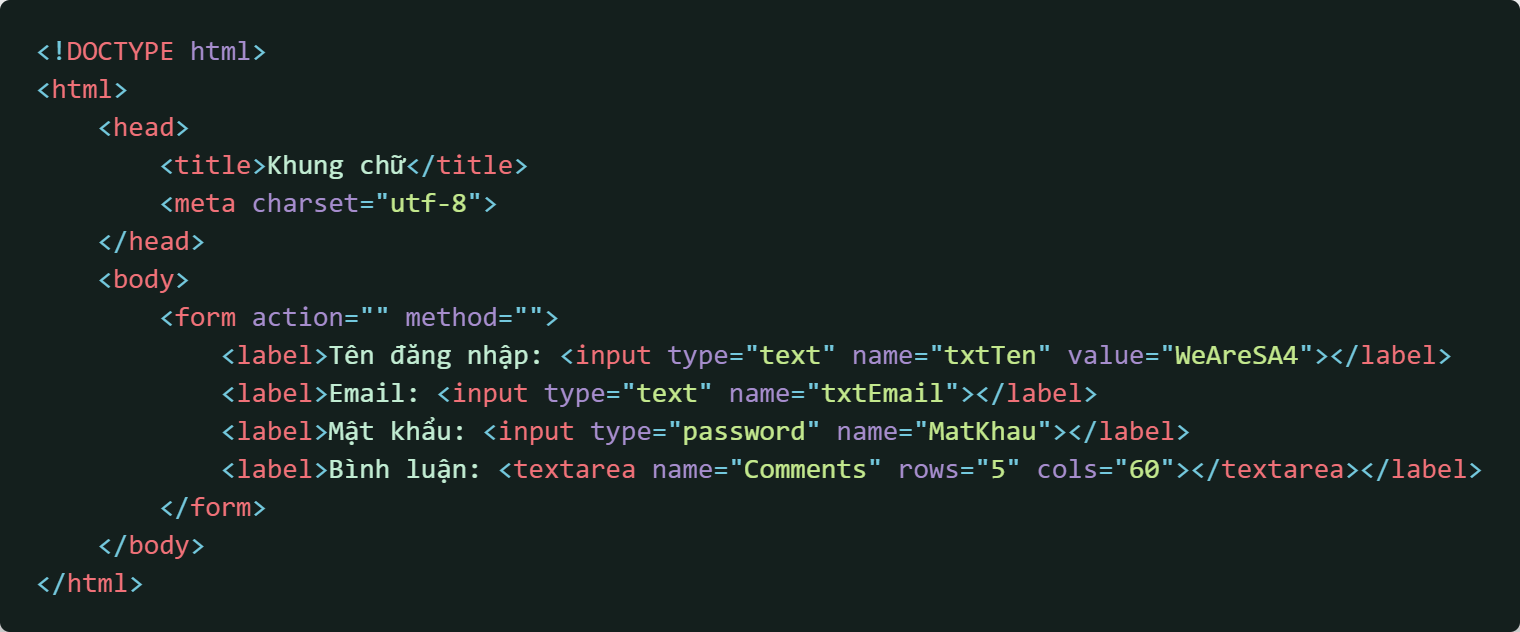 <!DOCTYPE html>
<html>
    <head>
        <title>Khung chữ</title>
        <meta charset="utf-8">
    </head>
    <body>
        <form action="" method="">
            <label>Tên đăng nhập: <input type="text" name="txtTen" value="WeAreSA4"></label>
            <label>Email: <input type="text" name="txtEmail"></label>
            <label>Mật khẩu: <input type="password" name="MatKhau"></label>
            <label>Bình luận: <textarea name="Comments" rows="5" cols="60"></textarea></label>
        </form>
    </body>
</html>